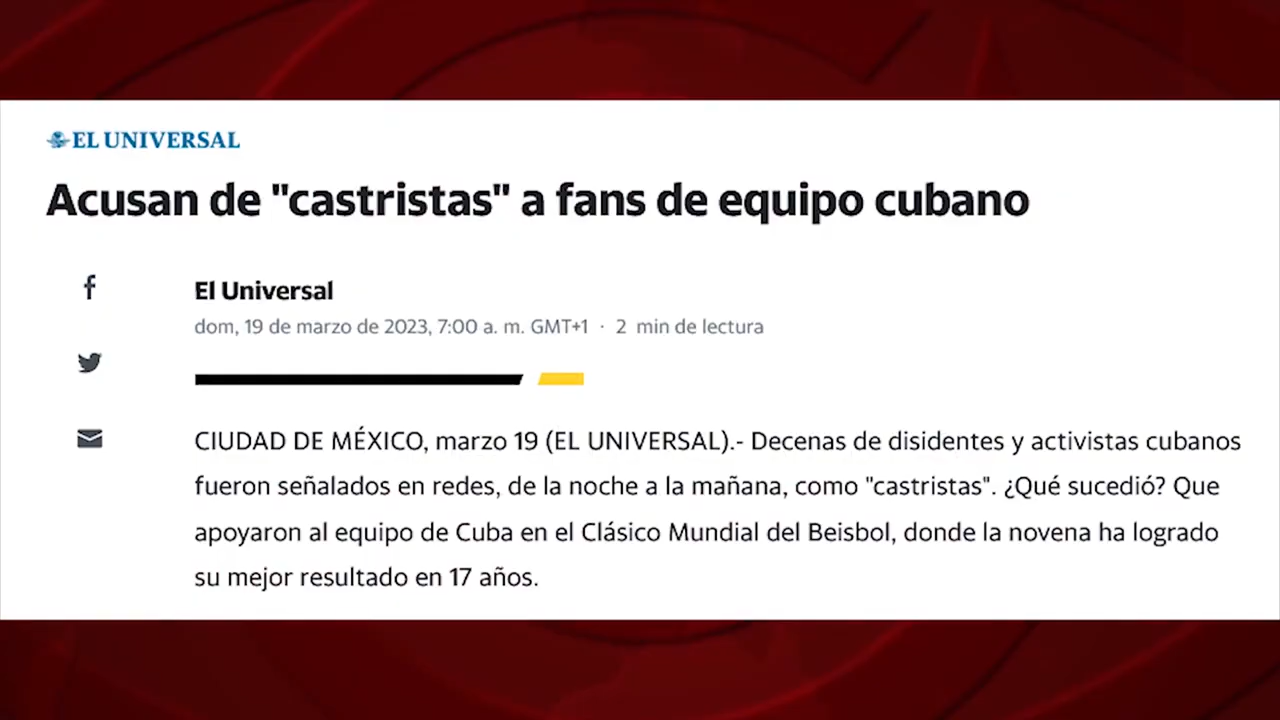 EL UNIVERSAL
Acusan de "castristas" a fans de equipo cubano
El Universal
dom, 19 de marzo de 2023, 7:00 a. m. GMT+1 · 2 min de lectura
CIUDAD DE MÉXICO, marzo 19 (EL UNIVERSAL).- Decenas de disidentes y activistas cubanos
fueron señalados en redes, de la noche a la mañana, como "castristas". ¿Qué sucedió? Que
apoyaron al equipo de Cuba en el Clásico Mundial del Beisbol, donde la novena ha logrado
su mejor resultado en 17 años.